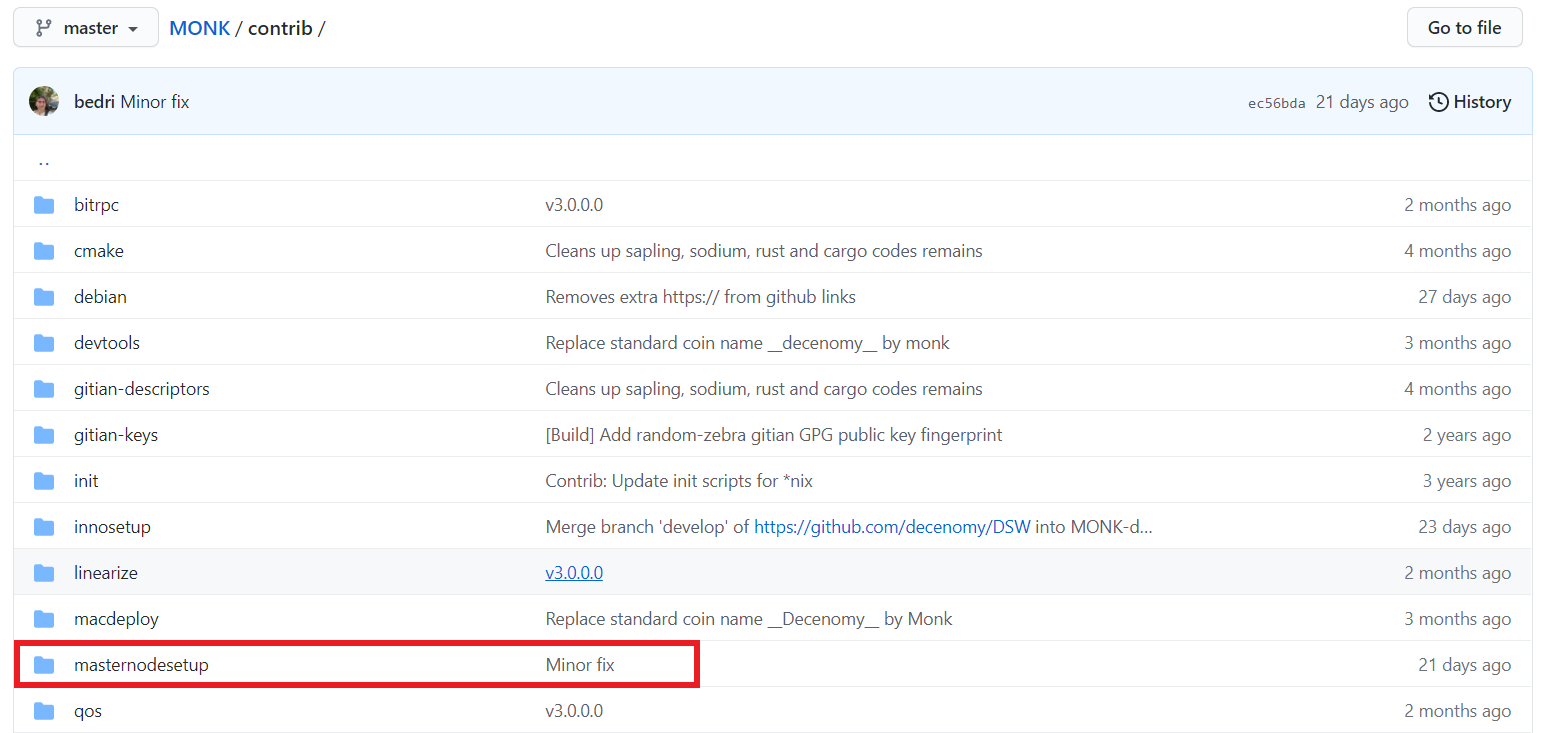 master MONK / contrib / Go to file
bedri Minor fix ec56bda 21 days ago History
..
bitrpc v3.0.0.0 2 months ago
cmake Cleans up sapling, sodium, rust and cargo codes remains 4 months ago
debian Removes extra https:// from github links 27 days ago
devtools Replace standard coin name __decenomy__ by monk 3 months ago
gitian-descriptors Cleans up sapling, sodium, rust and cargo codes remains 4 months ago
gitian-keys [Build] Add random-zebra gitian GPG public key fingerprint 2 years ago
init Contrib: Update init scripts for *nix 3 years ago
innosetup Merge branch 'develop' of https://github.com/decenomy/DSW into MONK-d... 23 days ago
linearize v3.0.0.0 2 months ago
macdeploy Replace standard coin name __Decenomy__ by Monk 3 months ago
masternodesetup Minor fix 21 days ago
qos v3.0.0.0 2 months ago